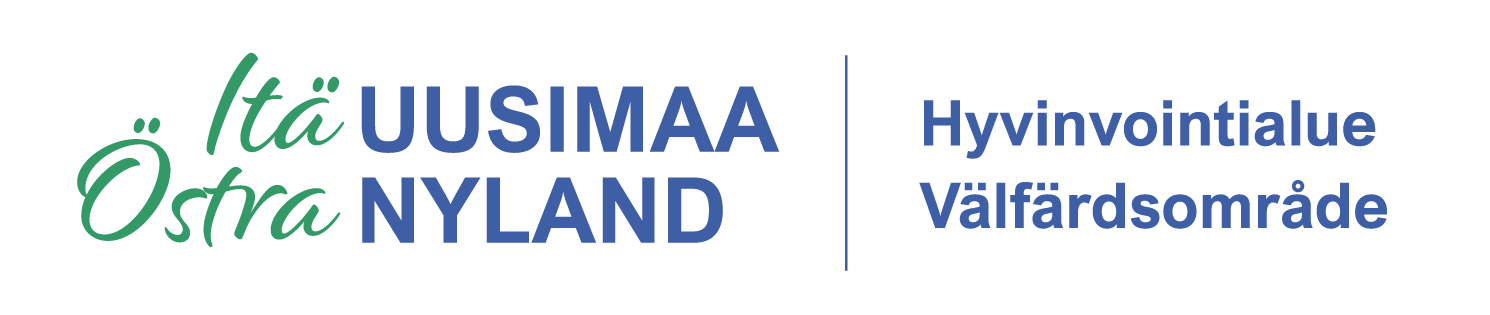 Itä UUSIMAA
Östra NYLAND
Hyvinvointialue
Välfärdsområde